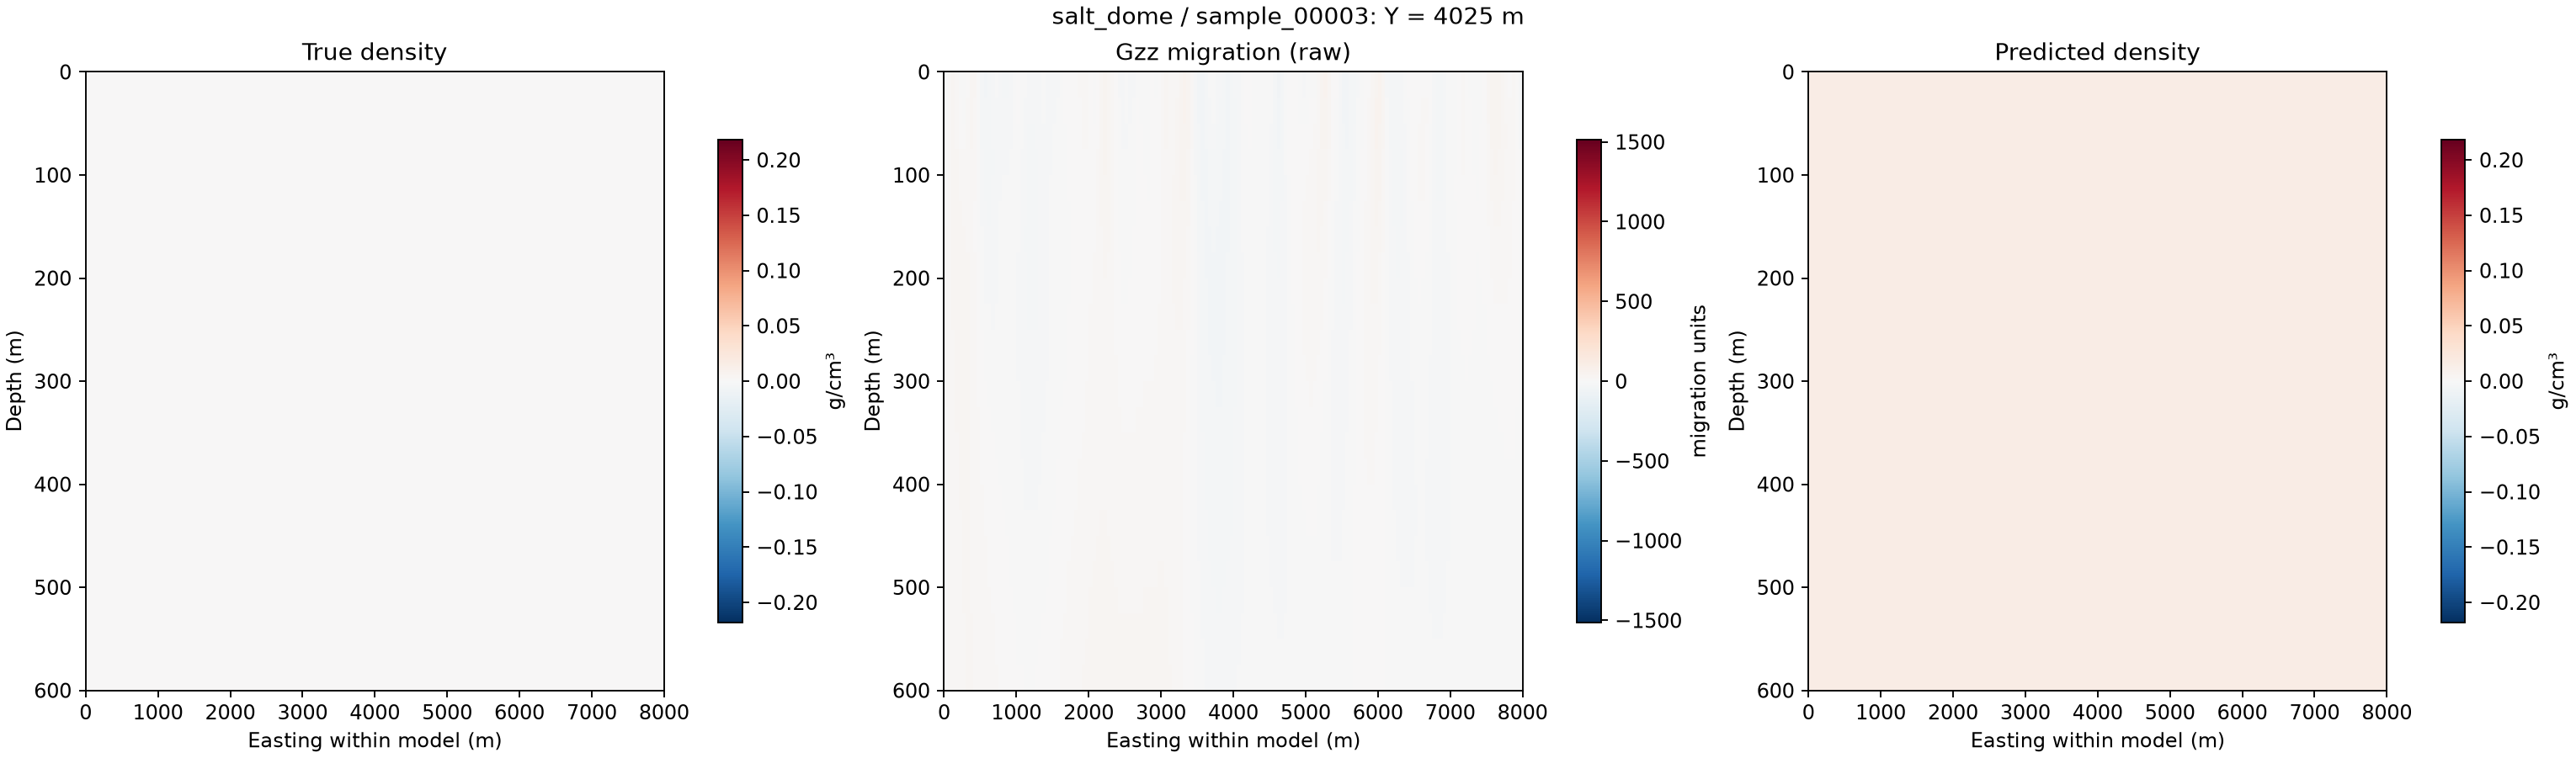 salt_dome / sample_00003: Y = 4025 m
True density
0
100
200
300
400
500
600
Depth (m)
0 1000 2000 3000 4000 5000 6000 7000 8000
Easting within model (m)
0.20
0.15
0.10
0.05
0.00
−0.05
−0.10
−0.15
−0.20
g/cm³
Gzz migration (raw)
0
100
200
300
400
500
600
Depth (m)
0 1000 2000 3000 4000 5000 6000 7000 8000
Easting within model (m)
1500
1000
500
0
−500
−1000
−1500
migration units
Predicted density
0
100
200
300
400
500
600
Depth (m)
0 1000 2000 3000 4000 5000 6000 7000 8000
Easting within model (m)
0.20
0.15
0.10
0.05
0.00
−0.05
−0.10
−0.15
−0.20
g/cm³